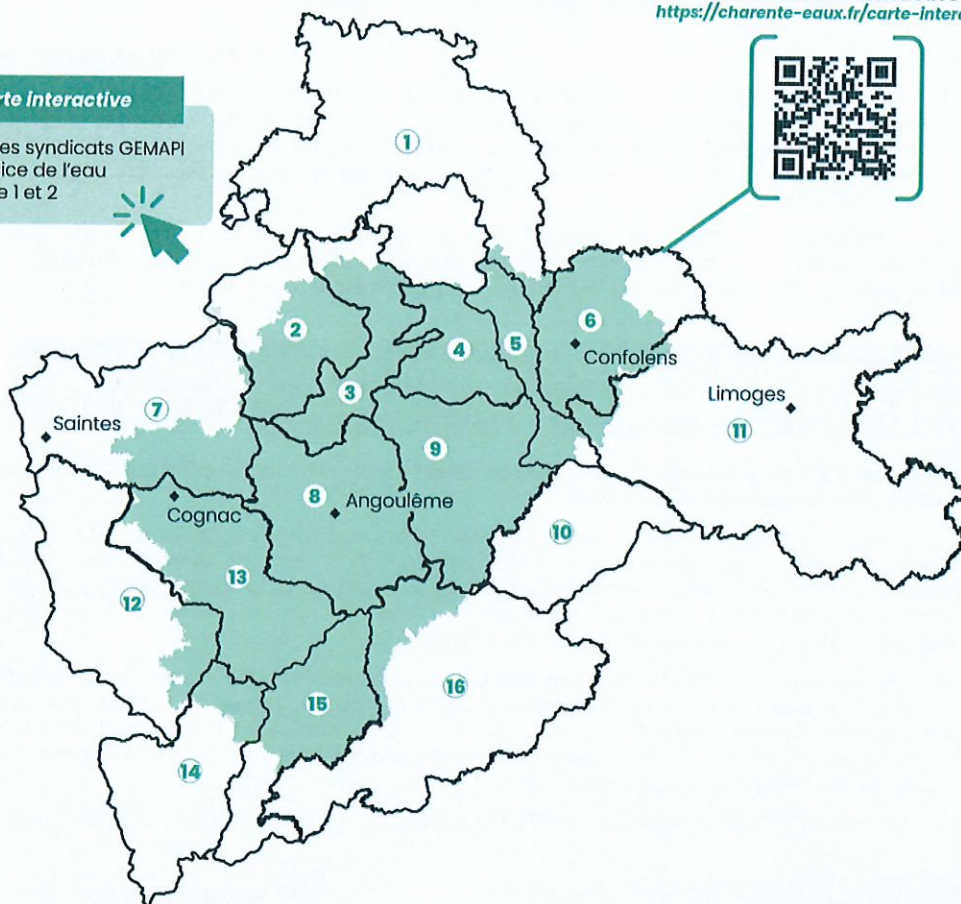 https://charente-eaux.fr/carte-intera
rte interactive
es syndicats GEMAPI
ice de l'eau
e 1 et 2
1
2
3
4
5
6
Confolens
7
Saintes
Limoges
11
9
8
Angoulême
Cognac
10
13
12
16
15
14